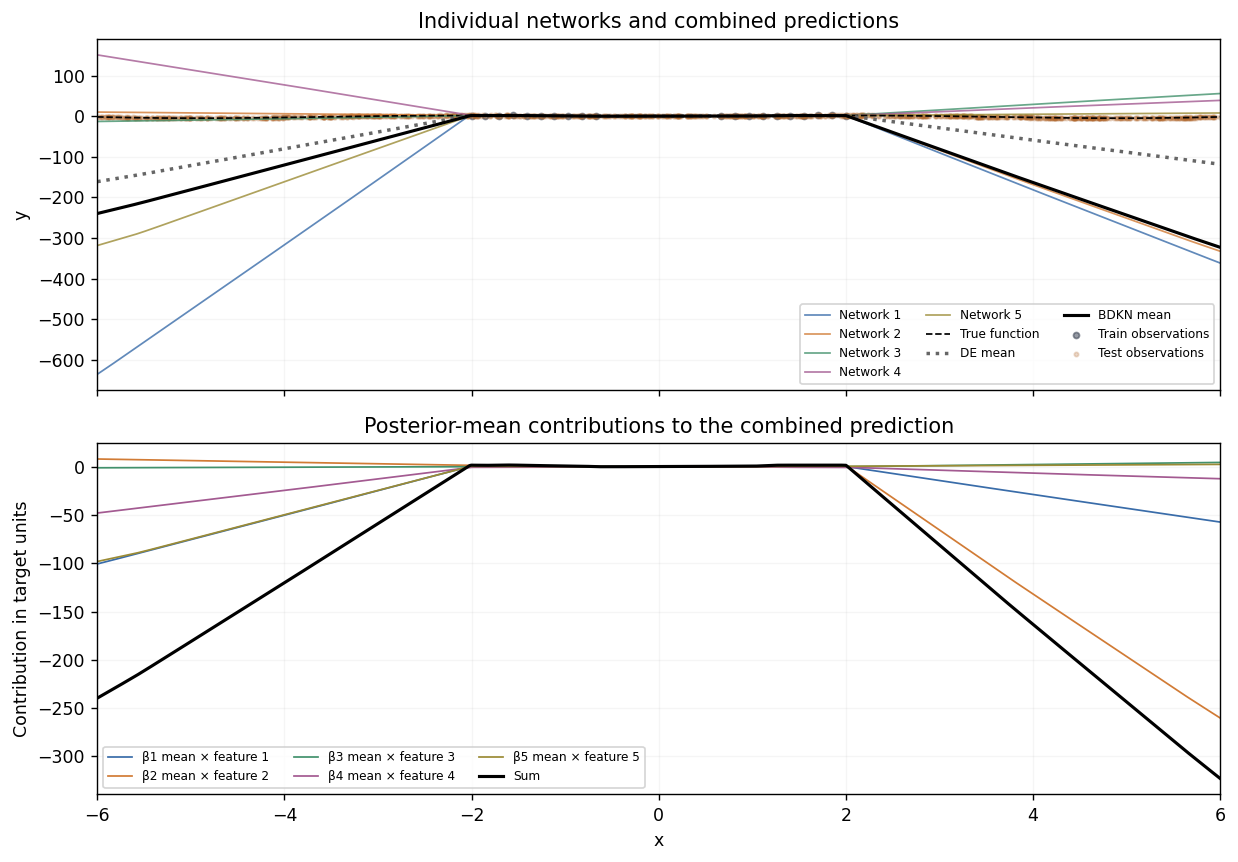 Individual networks and combined predictions
100
0
−100
−200
−300
−400
−500
−600
y
Network 1
Network 2
Network 3
Network 4
Network 5
True function
DE mean
BDKN mean
Train observations
Test observations
Posterior-mean contributions to the combined prediction
0
−50
−100
−150
−200
−250
−300
Contribution in target units
β1 mean × feature 1
β2 mean × feature 2
β3 mean × feature 3
β4 mean × feature 4
β5 mean × feature 5
Sum
−6
−4
−2
0
2
4
6
x